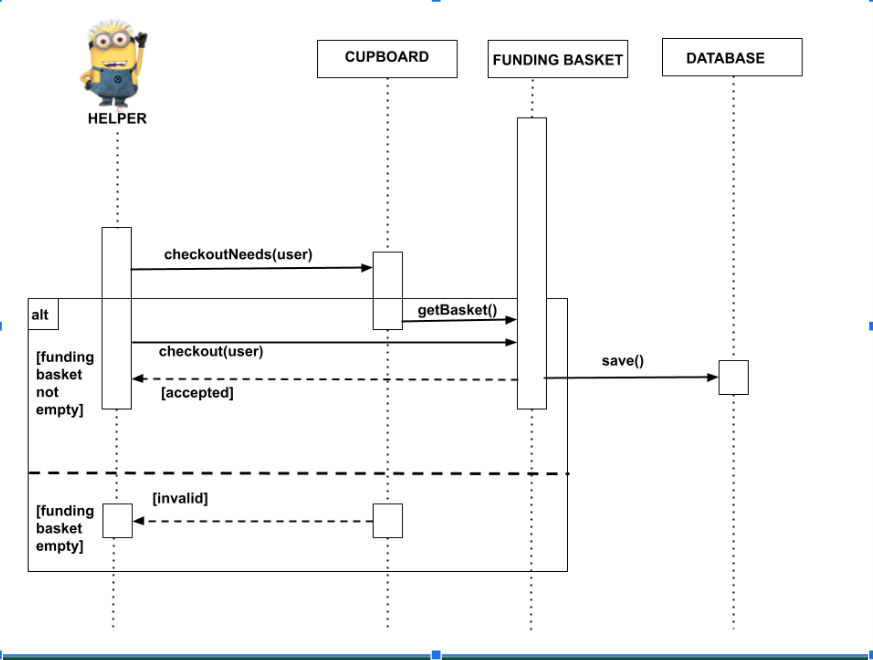 HELPER
CUPBOARD
FUNDING BASKET
DATABASE
checkoutNeeds(user)
alt
getBasket()
[funding
basket
not
empty]
checkout(user)
save()
[accepted]
[funding
basket
empty]
[invalid]